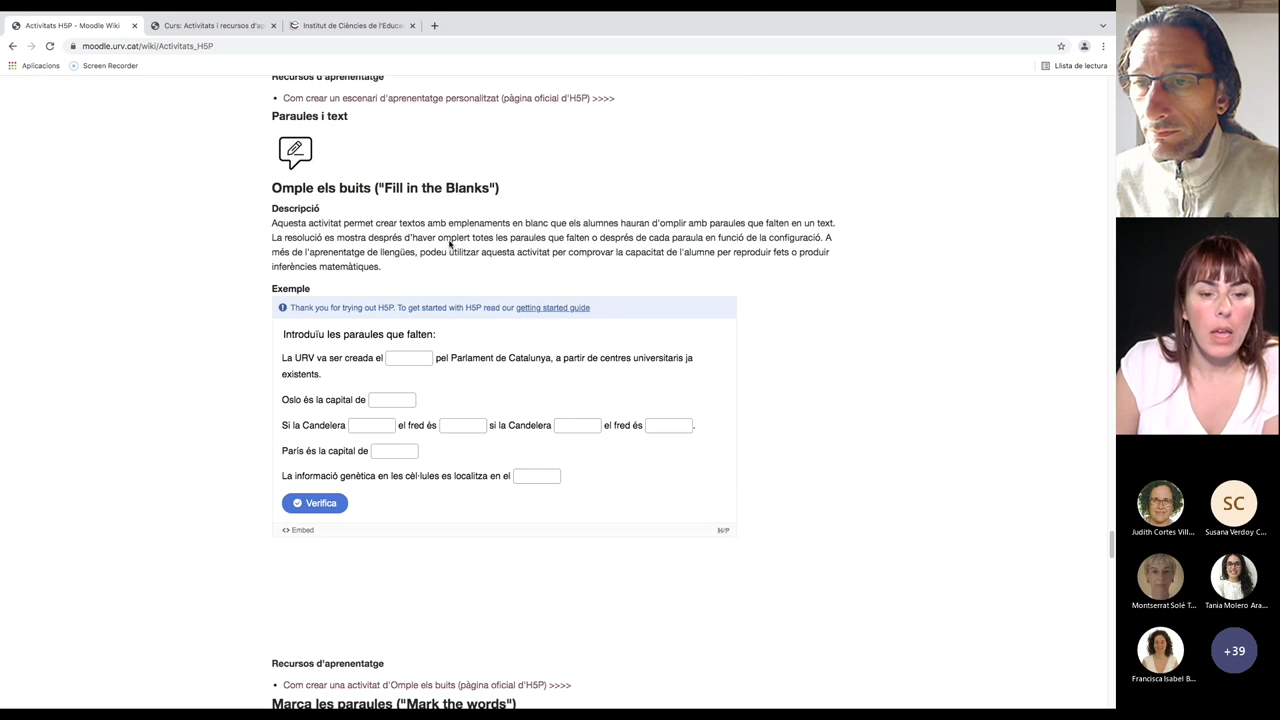 Activitats H5P - Moodle Wiki
Curs: Activitats i recursos d'ap
Institut de Ciències de l'Educa
moodle.urv.cat/wiki/Activitats_H5P
Aplicacions
Screen Recorder
Llista de lectura
Recursos d'aprenentatge
• Com crear un escenari d'aprenentatge personalitzat (pàgina oficial d'H5P) >>>>
Paraules i text
Omple els buits ("Fill in the Blanks")
Descripció
Aquesta activitat permet crear textos amb emplenaments en blanc que els alumnes hauran d'omplir amb paraules que falten en un text.
La resolució es mostra després d'haver omplert totes les paraules que falten o després de cada paraula en funció de la configuració. A
més de l'aprenentatge de llengües, podeu utilitzar aquesta activitat per comprovar la capacitat de l'alumne per reproduir fets o produir
inferències matemàtiques.
Exemple
Thank you for trying out H5P. To get started with H5P read our getting started guide
Introduïu les paraules que falten:
La URV va ser creada el pel Parlament de Catalunya, a partir de centres universitaris ja
existents.
Oslo és la capital de
Si la Candelera el fred és si la Candelera el fred és .
París és la capital de
La informació genètica en les cèl·lules es localitza en el
Verifica
<> Embed
H5P
Recursos d'aprenentatge
• Com crear una activitat d'Omple els buits (pàgina oficial d'H5P) >>>>
Marca les paraules ("Mark the words")
SC
Judith Cortes Vill...
Susana Verdoy C...
Montserrat Solé T...
Tania Molero Ara...
Francisca Isabel B...
+39